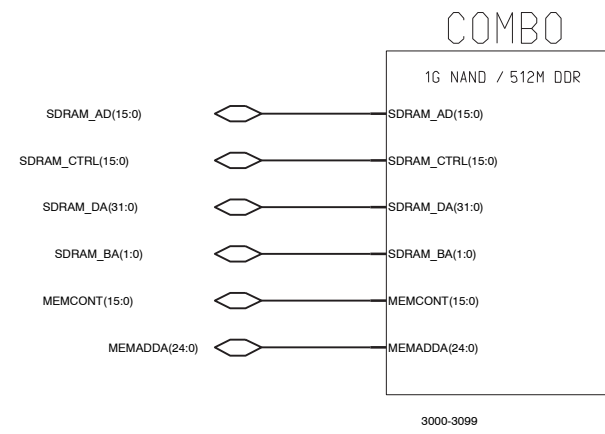 COMBO
1G NAND / 512M DDR
SDRAM_AD(15:0) SDRAM_AD(15:0)
SDRAM_CTRL(15:0) SDRAM_CTRL(15:0)
SDRAM_DA(31:0) SDRAM_DA(31:0)
SDRAM_BA(1:0) SDRAM_BA(1:0)
MEMCONT(15:0) MEMCONT(15:0)
MEMADDA(24:0) MEMADDA(24:0)
3000-3099